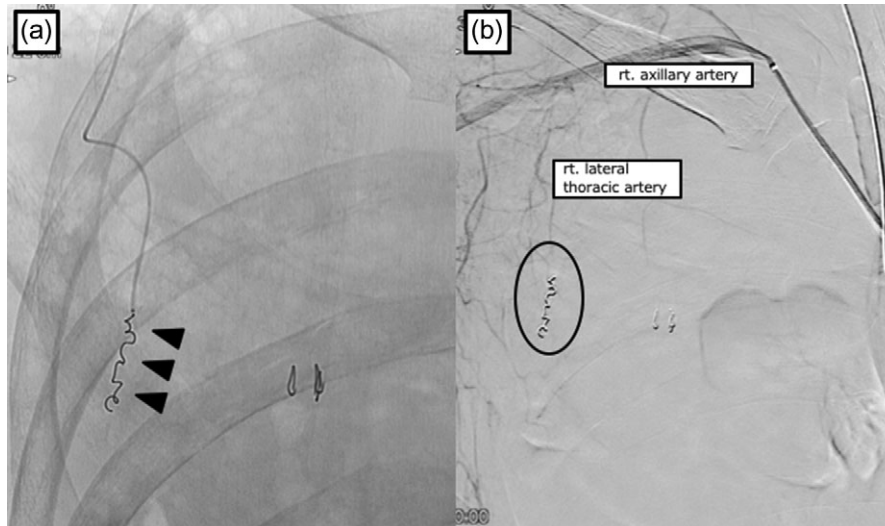 (a)
(b)
rt. axillary artery
rt. lateral
thoracic artery